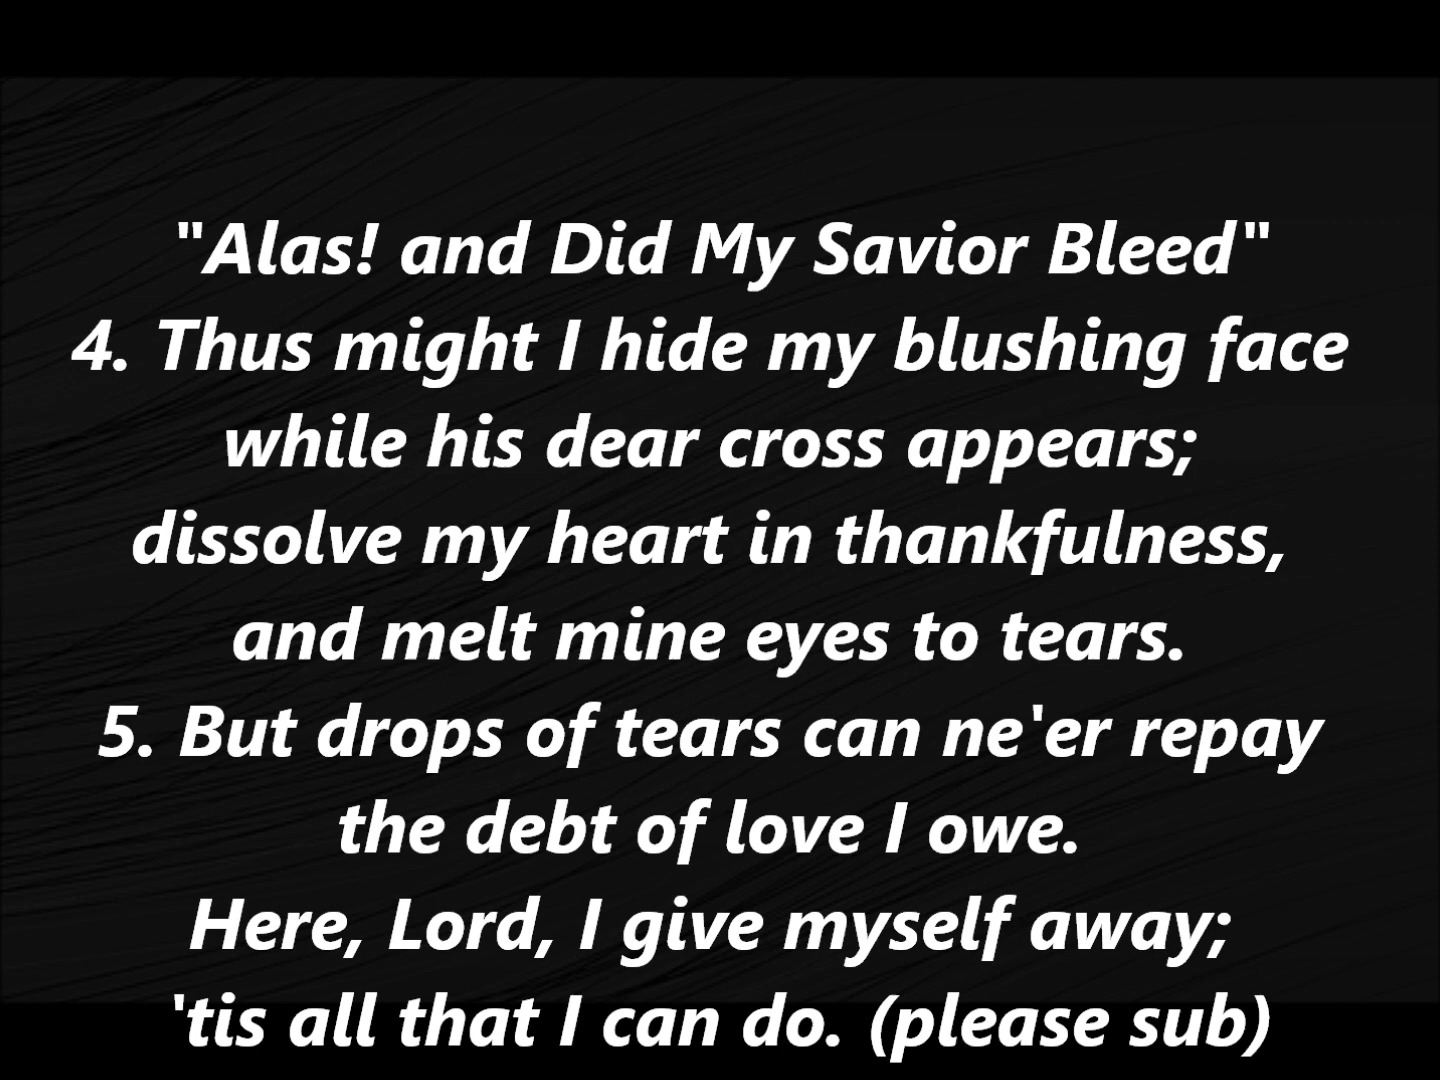 "Alas! and Did My Savior Bleed"
4. Thus might I hide my blushing face
while his dear cross appears;
dissolve my heart in thankfulness,
and melt mine eyes to tears.
5. But drops of tears can ne'er repay
the debt of love I owe.
Here, Lord, I give myself away;
'tis all that I can do. (please sub)